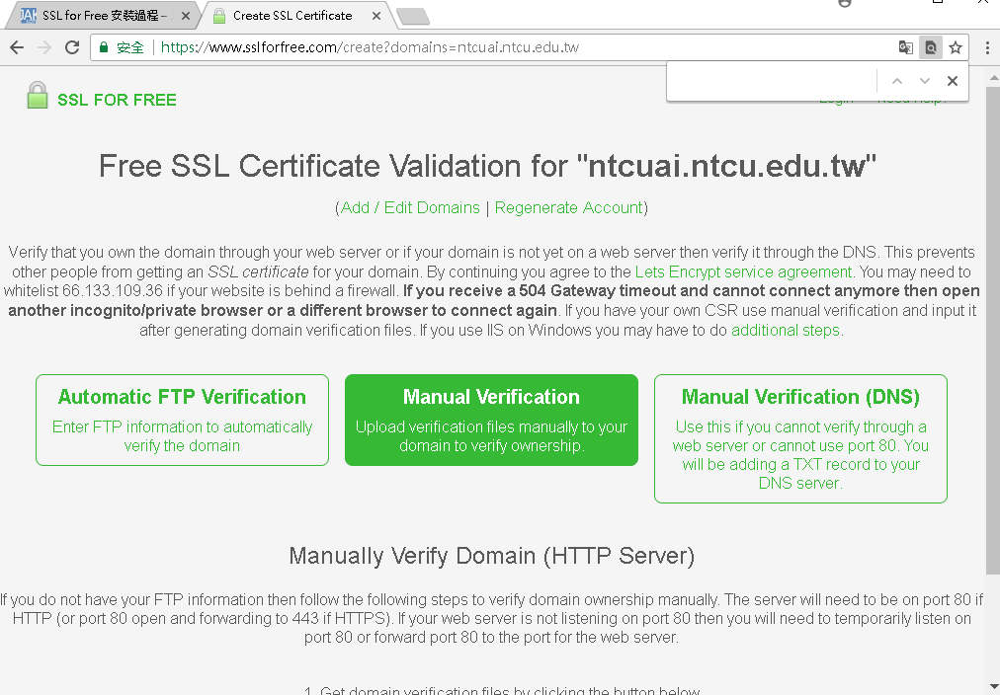 SSL for Free 安裝過程 –
Create SSL Certificate
安全
https://www.sslforfree.com/create?domains=ntcuai.ntcu.edu.tw
SSL FOR FREE
Free SSL Certificate Validation for "ntcuai.ntcu.edu.tw"
(Add / Edit Domains | Regenerate Account)
Verify that you own the domain through your web server or if your domain is not yet on a web server then verify it through the DNS. This prevents
other people from getting an SSL certificate for your domain. By continuing you agree to the Lets Encrypt service agreement. You may need to
whitelist 66.133.109.36 if your website is behind a firewall. If you receive a 504 Gateway timeout and cannot connect anymore then open
another incognito/private browser or a different browser to connect again. If you have your own CSR use manual verification and input it
after generating domain verification files. If you use IIS on Windows you may have to do additional steps.
Automatic FTP Verification
Enter FTP information to automatically
verify the domain
Manual Verification
Upload verification files manually to your
domain to verify ownership.
Manual Verification (DNS)
Use this if you cannot verify through a
web server or cannot use port 80. You
will be adding a TXT record to your
DNS server.
Manually Verify Domain (HTTP Server)
If you do not have your FTP information then follow the following steps to verify domain ownership manually. The server will need to be on port 80 if
HTTP (or port 80 open and forwarding to 443 if HTTPS). If your web server is not listening on port 80 then you will need to temporarily listen on
port 80 or forward port 80 to the port for the web server.
1. Get domain verification files by clicking the button below